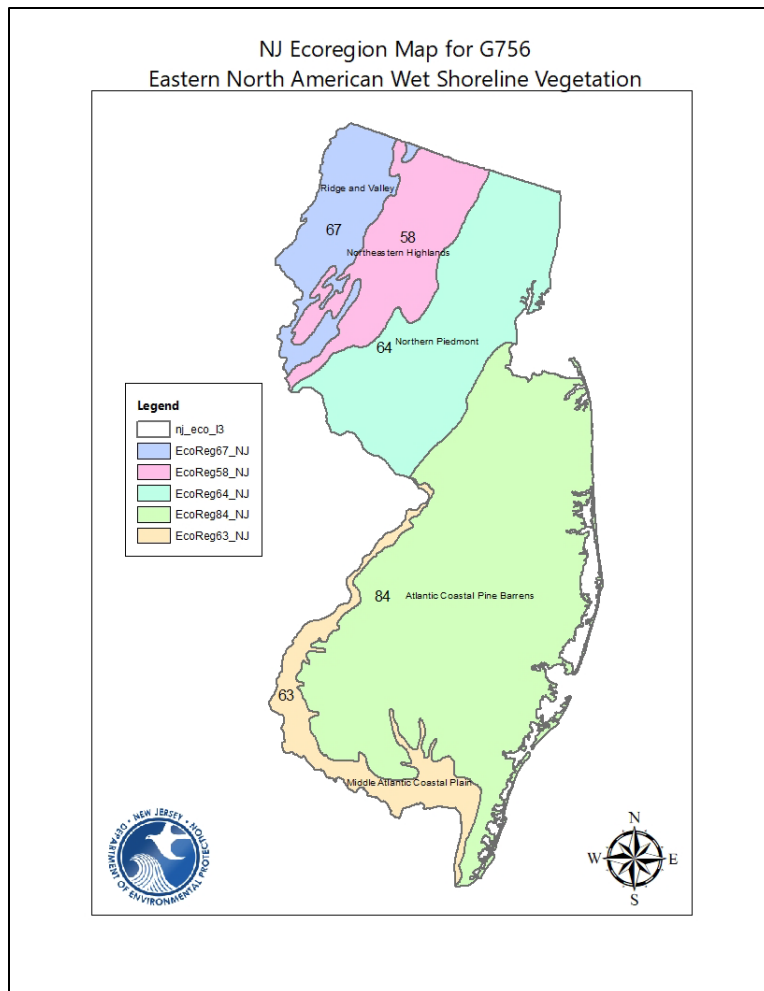 NJ Ecoregion Map for G756
Eastern North American Wet Shoreline Vegetation
Ridge and Valley
67
58
Northeastern Highlands
64
Northern Piedmont
Legend
nj_eco_l3
EcoReg67_NJ
EcoReg58_NJ
EcoReg64_NJ
EcoReg84_NJ
EcoReg63_NJ
84
Atlantic Coastal Pine Barrens
63
Middle Atlantic Coastal Plain
• NEW JERSEY •
DEPARTMENT OF ENVIRONMENTAL PROTECTION
N
W
E
S